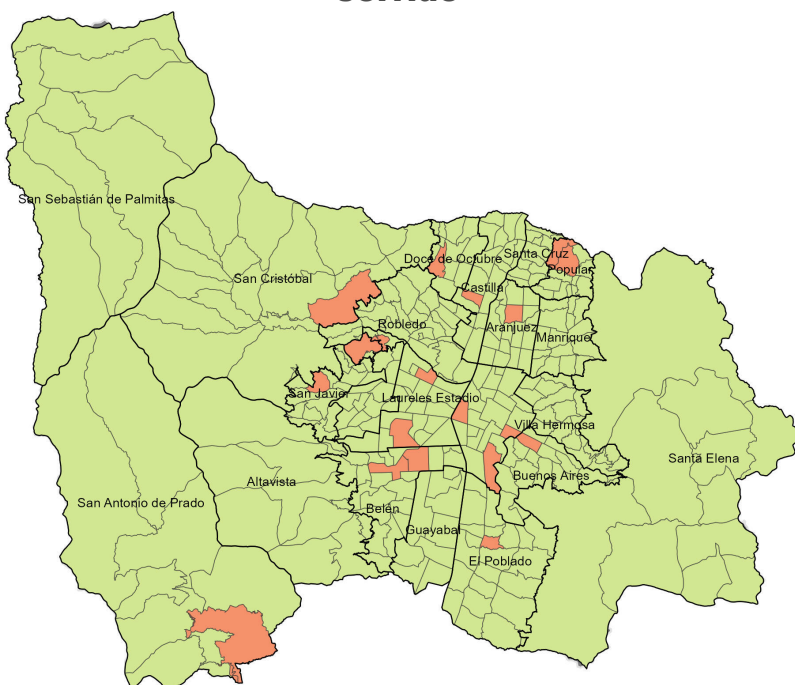 San Sebastián de Palmitas
San Cristóbal
Doce de Octubre
Santa Cruz
Popular
Castilla
Robledo
Aranjuez
Manrique
San Javier
Laureles Estadio
Villa Hermosa
Santa Elena
Altavista
Buenos Aires
San Antonio de Prado
Belén
Guayabal
El Poblado